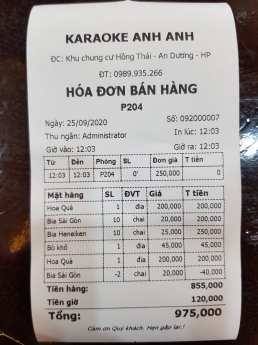 KARAOKE ANH ANH
ĐC: Khu chung cư Hồng Thái - An Dương - HP
ĐT: 0989.935.266
HÓA ĐƠN BÁN HÀNG
P204
Ngày: 25/09/2020 Số: 092000007
Thu ngân: Administrator In lúc: 12:03
Giờ vào: 12:03 Giờ ra: 12:03
Từ Đến Phòng SL Đơn giá T tiền
12:03 12:03 P204 0' 250,000 0
Mặt hàng SL ĐVT Giá T tiền
Hoa Quả 1 đĩa 200,000 200,000
Bia Sài Gòn 10 chai 20,000 200,000
Bia Heneiken 10 chai 25,000 250,000
Bò khô 1 đĩa 45,000 45,000
Hoa Quả 1 đĩa 200,000 200,000
Bia Sài Gòn -2 chai 20,000 -40,000
Tiền hàng: 855,000
Tiền giờ 120,000
Tổng: 975,000
Cảm ơn Quý khách. Hẹn gặp lại.!